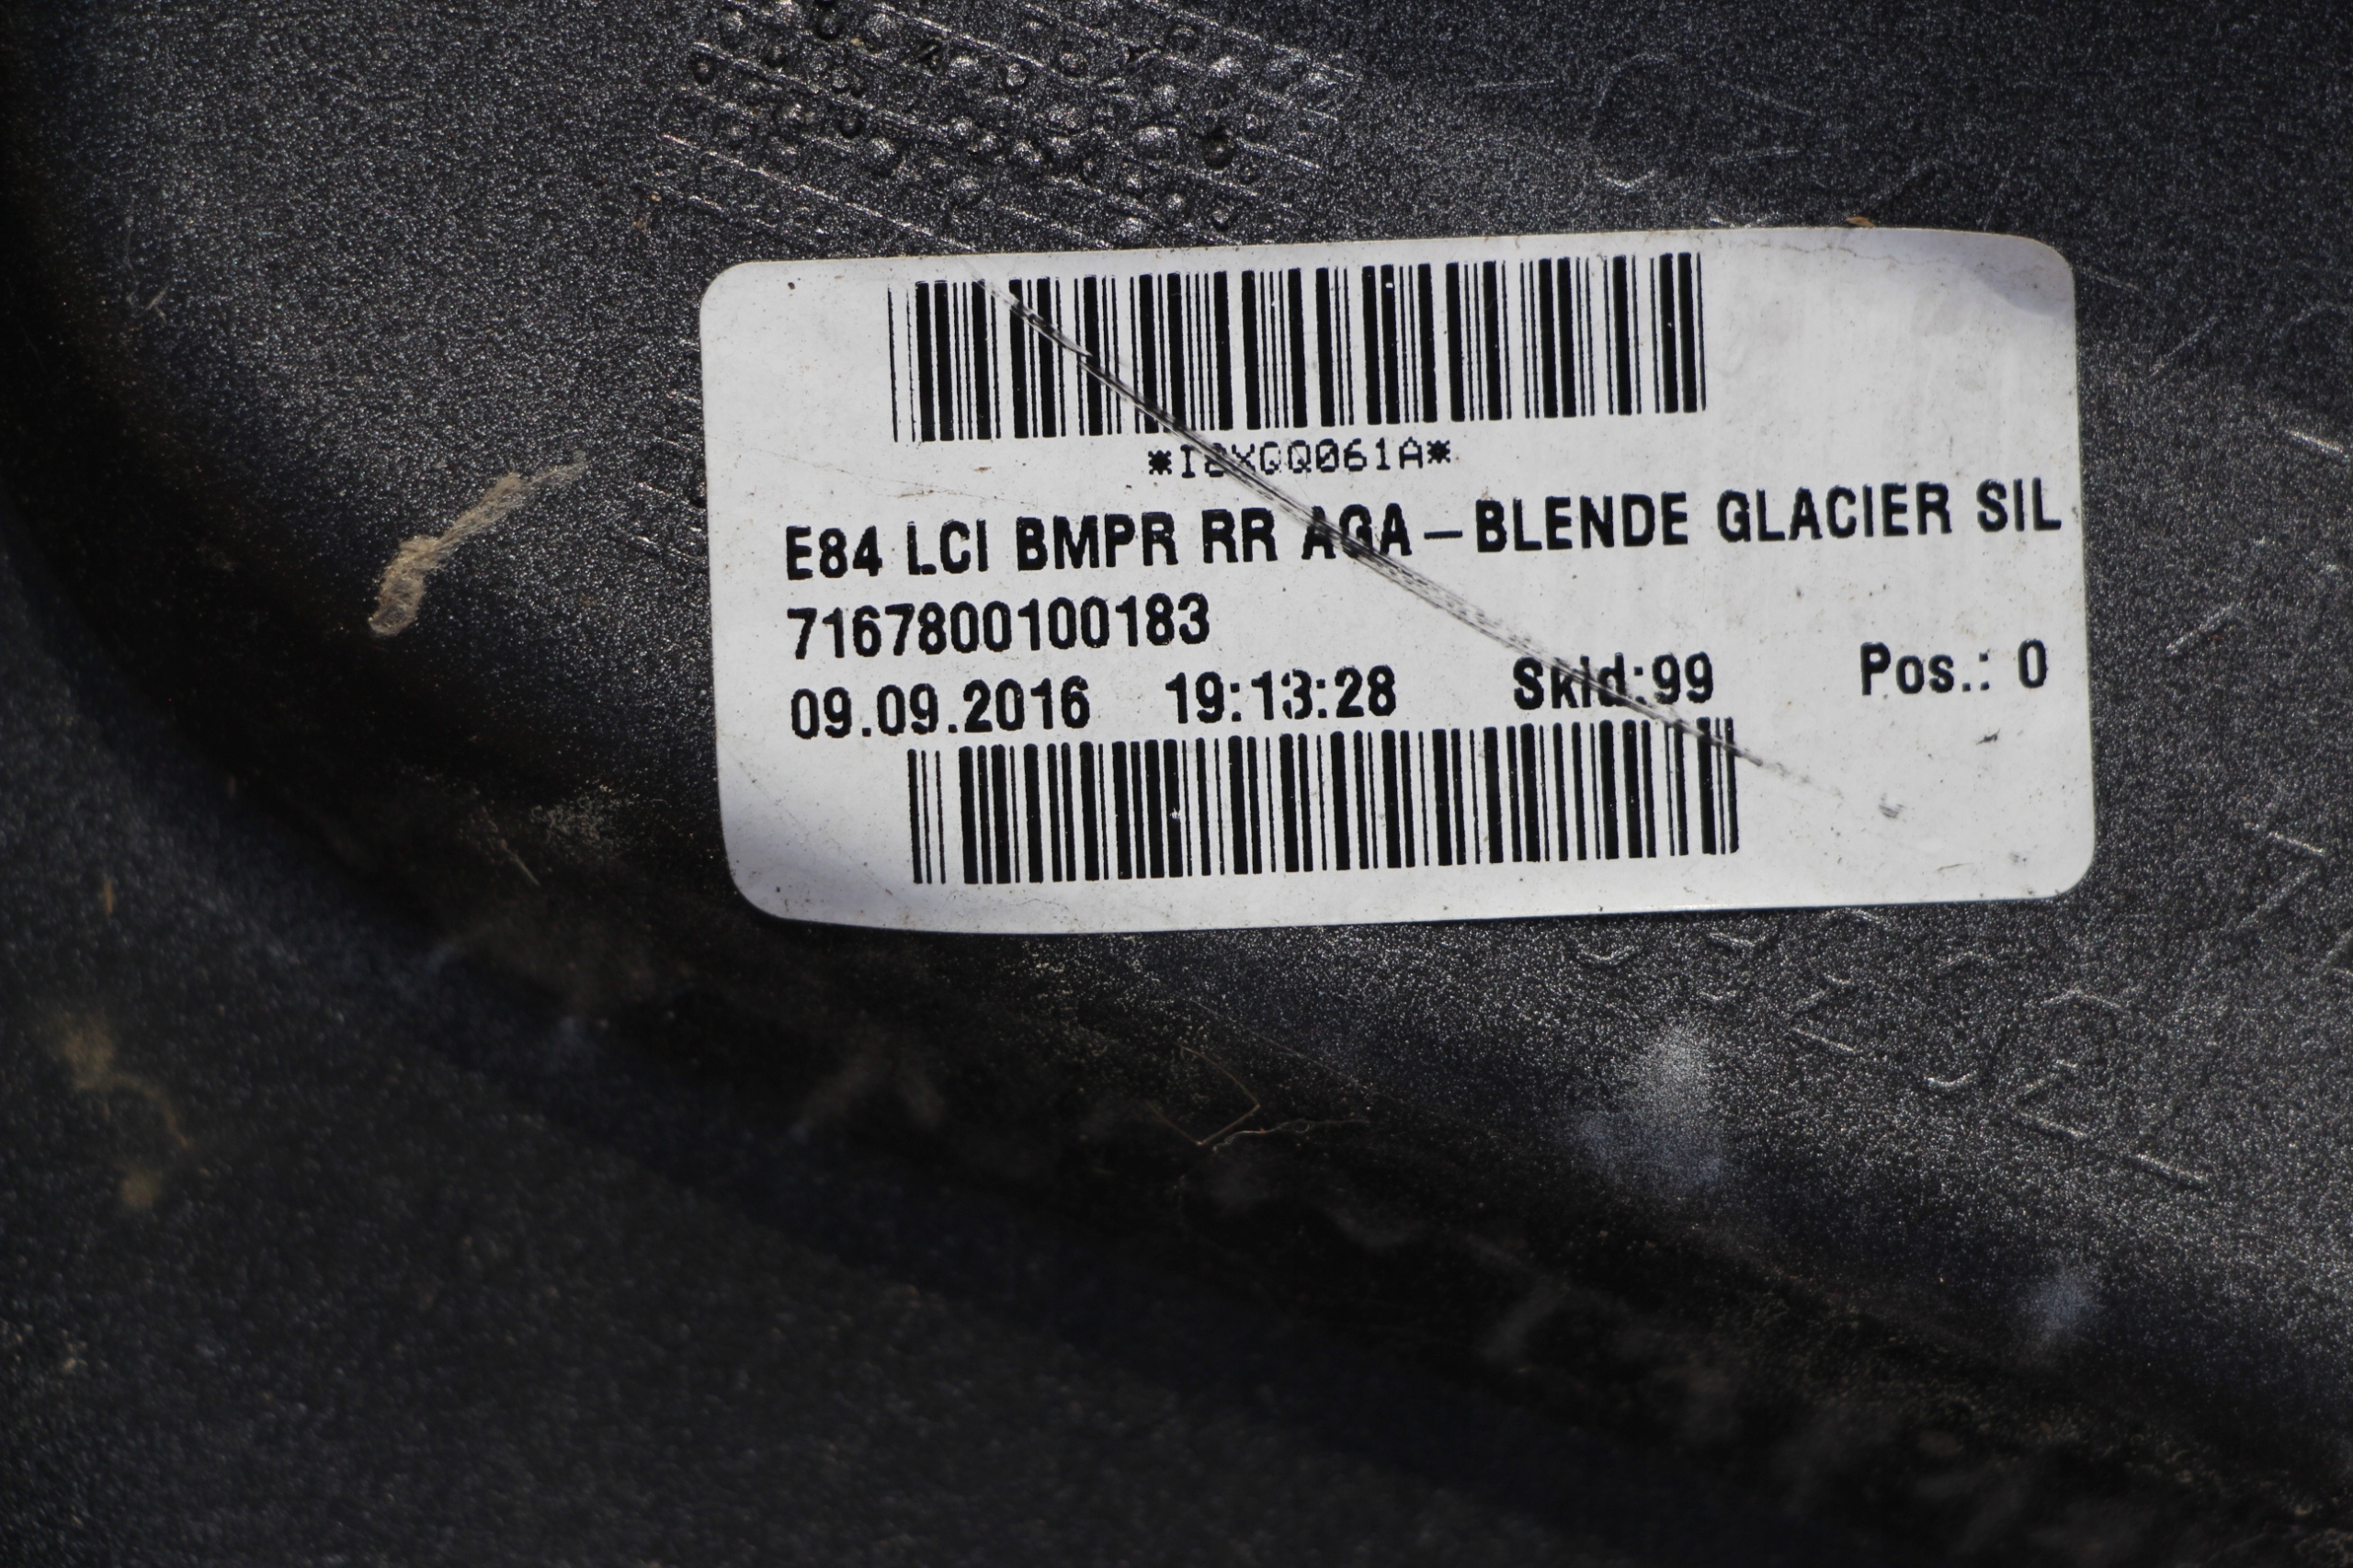 *I2XGQ061A*
E84 LCI BMPR RR AGA-BLENDE GLACIER SIL
7167800100183
09.09.2016 19:13:28 Skid:99 Pos.: 0